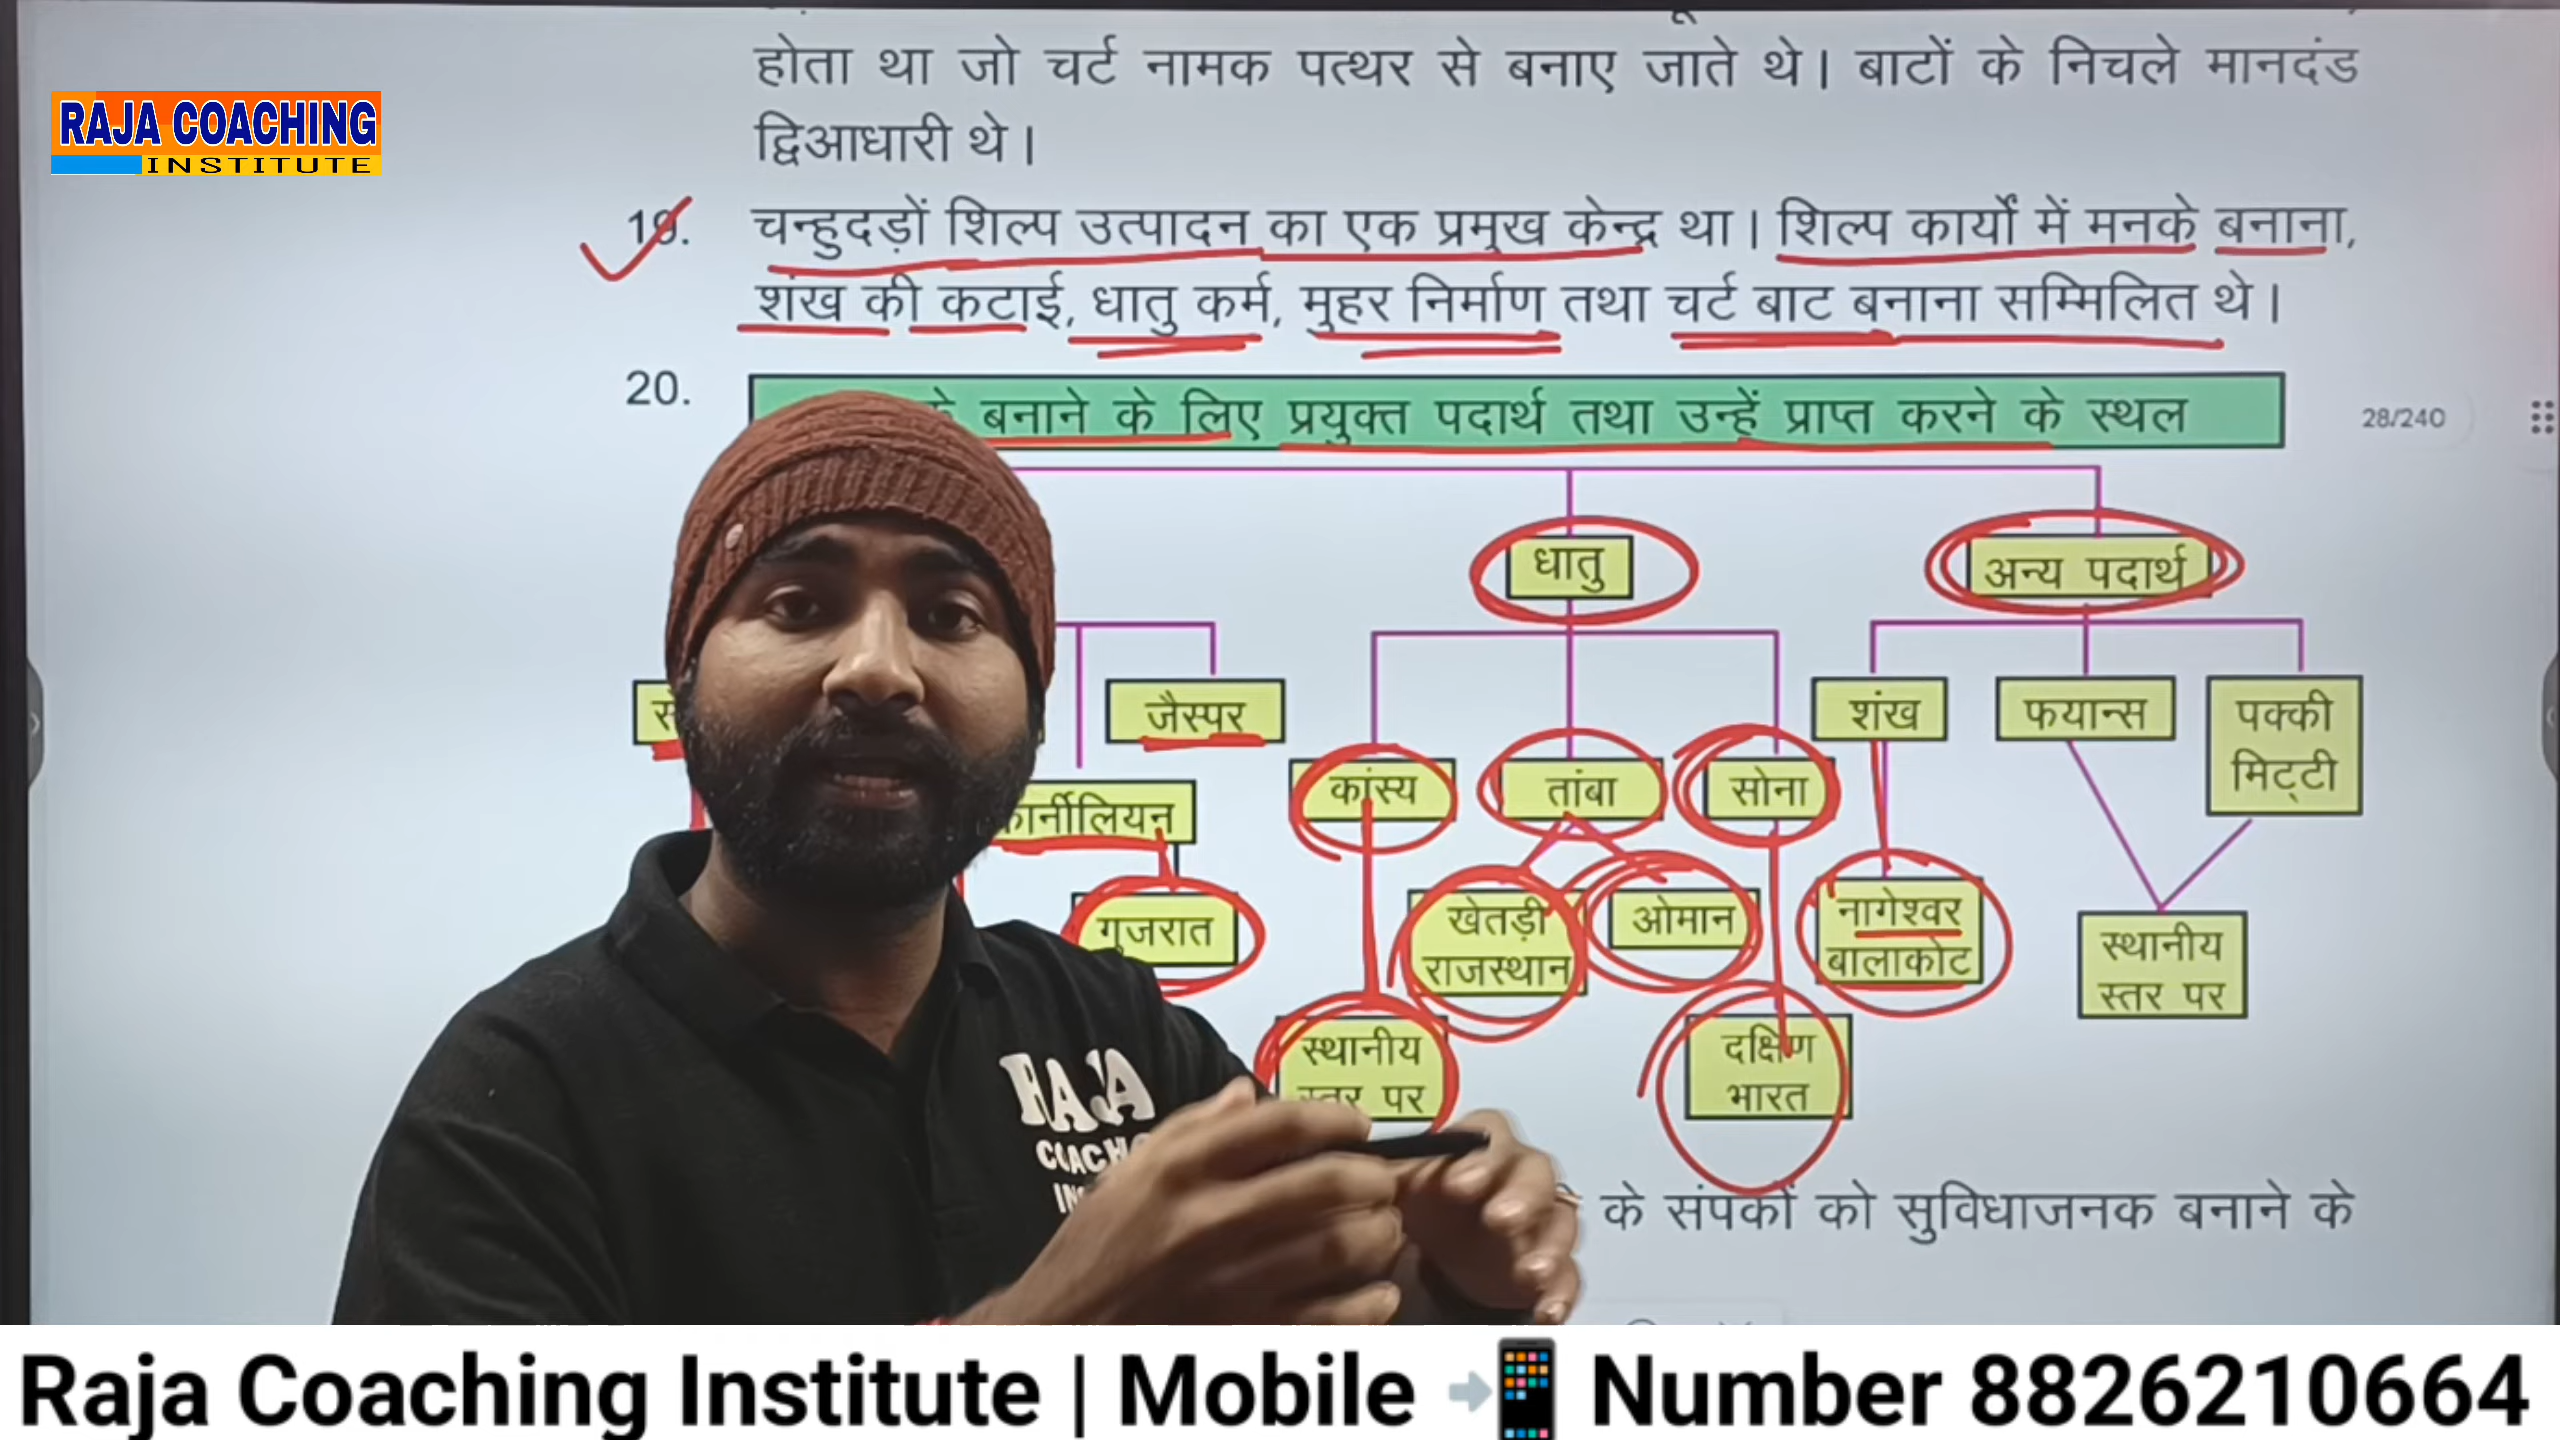 होता था जो चर्ट नामक पत्थर से बनाए जाते थे। बाटों के निचले मानदंड
द्विआधारी थे।
RAJA COACHING
INSTITUTE
19. चन्हुदड़ों शिल्प उत्पादन का एक प्रमुख केन्द्र था। शिल्प कार्यों में मनके बनाना,
शंख की कटाई, धातु कर्म, मुहर निर्माण तथा चर्ट बाट बनाना सम्मिलित थे।
20. बनाने के लिए प्रयुक्त पदार्थ तथा उन्हें प्राप्त करने के स्थल
28/240
धातु
अन्य पदार्थ
जैस्पर
शंख
फयान्स
पक्की
मिट्टी
कांस्य
तांबा
सोना
कार्नीलियन
गुजरात
खेतड़ी
राजस्थान
ओमान
नागेश्वर
बालाकोट
स्थानीय
स्तर पर
स्थानीय
स्तर पर
दक्षिण
भारत
RAJA
के संपर्कों को सुविधाजनक बनाने के
Raja Coaching Institute | Mobile Number 8826210664